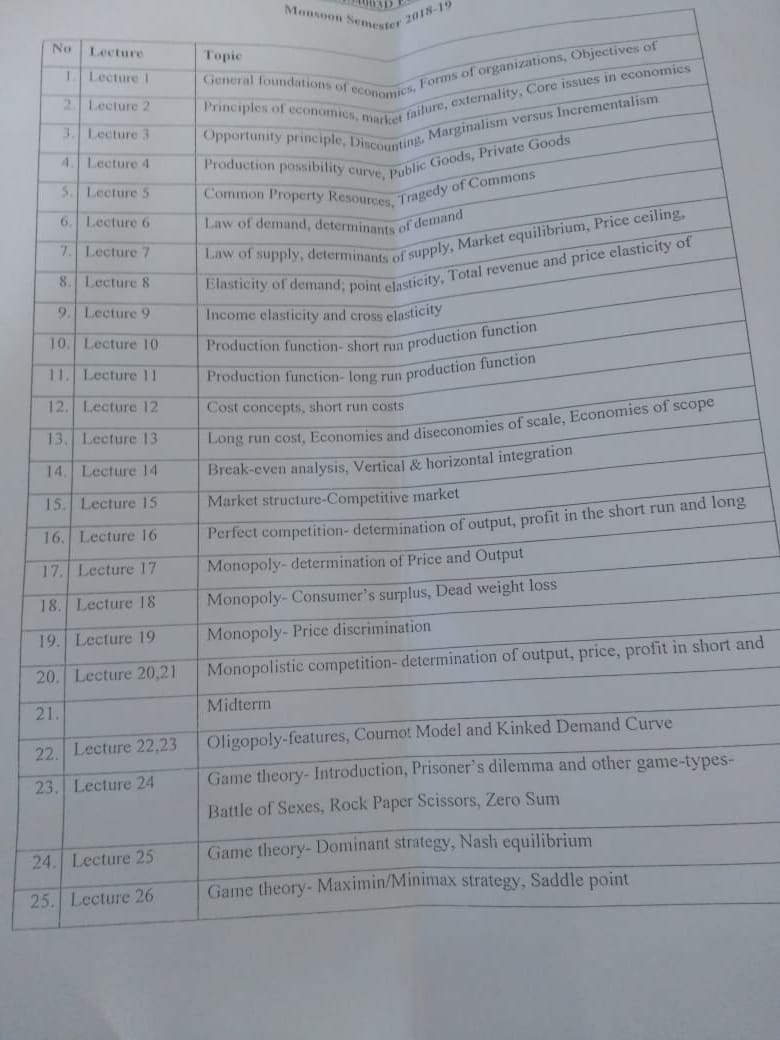 Monsoon Semester 2018-19
No Lecture Topic
1. Lecture 1 General foundations of economics, Forms of organizations, Objectives of
2. Lecture 2 Principles of economics, market failure, externality, Core issues in economics
3. Lecture 3 Opportunity principle, Discounting, Marginalism versus Incrementalism
4. Lecture 4 Production possibility curve, Public Goods, Private Goods
5. Lecture 5 Common Property Resources, Tragedy of Commons
6. Lecture 6 Law of demand, determinants of demand
7. Lecture 7 Law of supply, determinants of supply, Market equilibrium, Price ceiling,
8. Lecture 8 Elasticity of demand; point elasticity, Total revenue and price elasticity of
9. Lecture 9 Income elasticity and cross elasticity
10. Lecture 10 Production function- short run production function
11. Lecture 11 Production function- long run production function
12. Lecture 12 Cost concepts, short run costs
13. Lecture 13 Long run cost, Economies and diseconomies of scale, Economies of scope
14. Lecture 14 Break-even analysis, Vertical & horizontal integration
15. Lecture 15 Market structure-Competitive market
16. Lecture 16 Perfect competition- determination of output, profit in the short run and long
17. Lecture 17 Monopoly- determination of Price and Output
18. Lecture 18 Monopoly- Consumer's surplus, Dead weight loss
19. Lecture 19 Monopoly- Price discrimination
20. Lecture 20,21 Monopolistic competition- determination of output, price, profit in short and
21. Midterm
22. Lecture 22,23 Oligopoly-features, Cournot Model and Kinked Demand Curve
23. Lecture 24 Game theory- Introduction, Prisoner's dilemma and other game-types-
Battle of Sexes, Rock Paper Scissors, Zero Sum
24. Lecture 25 Game theory- Dominant strategy, Nash equilibrium
25. Lecture 26 Game theory- Maximin/Minimax strategy, Saddle point